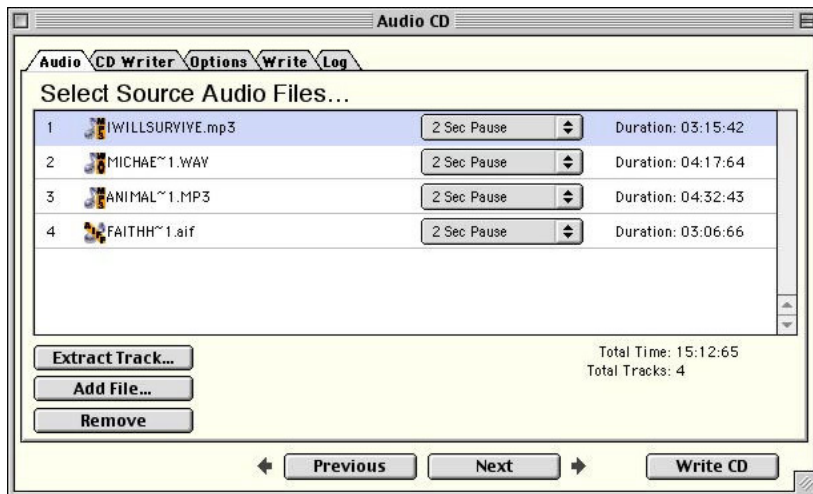 Audio CD
Audio CD Writer Options Write Log
Select Source Audio Files...
1 IWILLSURVIVE.mp3 2 Sec Pause Duration: 03:15:42
2 MICHAE~1.WAV 2 Sec Pause Duration: 04:17:64
3 ANIMAL~1.MP3 2 Sec Pause Duration: 04:32:43
4 FAITHH~1.aif 2 Sec Pause Duration: 03:06:66
Extract Track...
Total Time: 15:12:65
Total Tracks: 4
Add File...
Remove
Previous Next Write CD